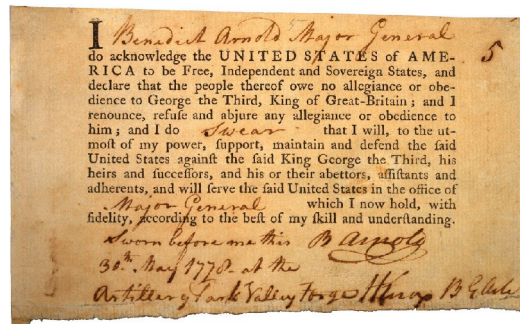 I Benedict Arnold Major General 5
do acknowledge the UNITED STATES of AME-
RICA to be Free, Independent and Sovereign States, and
declare that the people thereof owe no allegiance or obe-
dience to George the Third, King of Great-Britain ; and I
renounce, refuse and abjure any allegiance or obedience to
him ; and I do Swear that I will, to the ut-
moſt of my power, ſupport, maintain and defend the ſaid
United States againſt the ſaid King George the Third, his
heirs and ſucceſſors, and his or their abettors, aſſiſtants and
adherents, and will ſerve the ſaid United States in the office of
Major General which I now hold, with
fidelity, according to the beſt of my ſkill and underſtanding.
Sworn before me this B Arnold
30th May 1778 at the
Artillery Park Valley Forge HKnox B G Arty